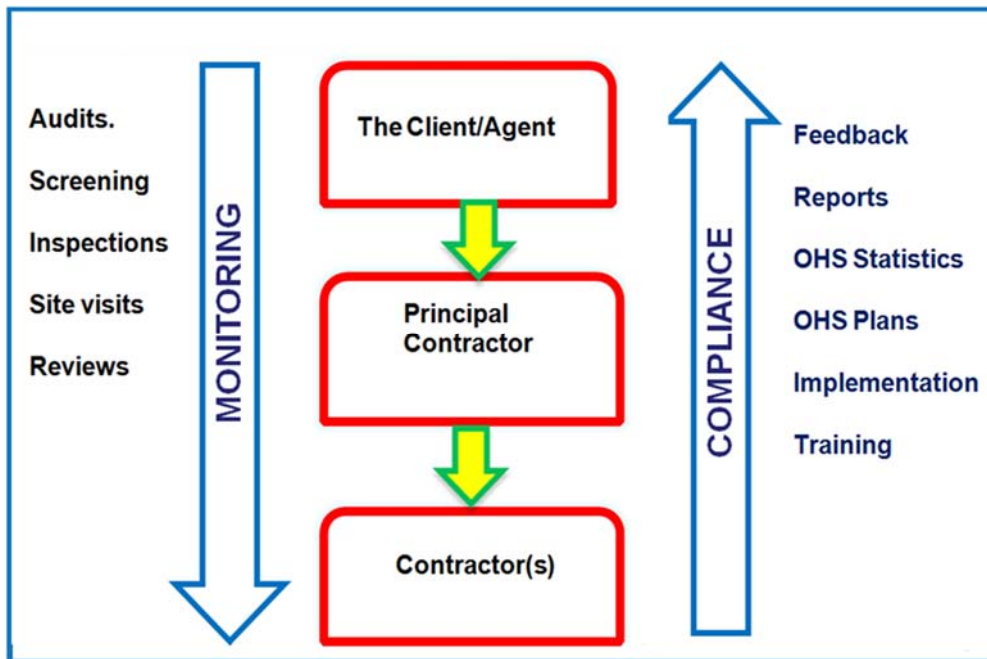 Audits.
Screening
Inspections
Site visits
Reviews
MONITORING
The Client/Agent
Principal
Contractor
Contractor(s)
COMPLIANCE
Feedback
Reports
OHS Statistics
OHS Plans
Implementation
Training